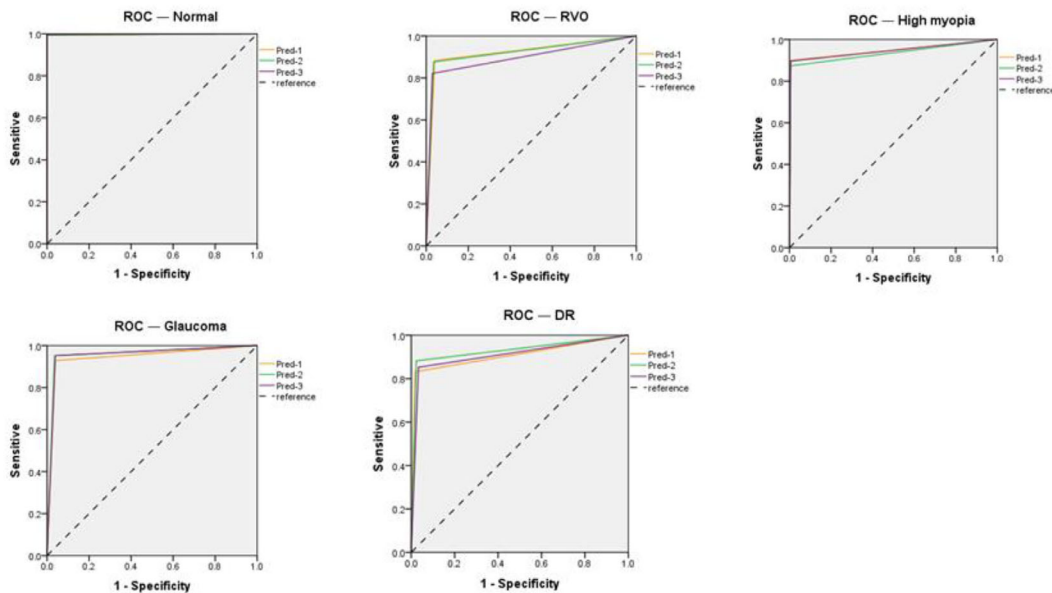 ROC — Normal
1.0
0.8
0.6
0.4
0.2
0.0
Sensitive
0.0 0.2 0.4 0.6 0.8 1.0
1 - Specificity
Pred-1
Pred-2
Pred-3
reference
ROC — RVO
1.0
0.8
0.6
0.4
0.2
0.0
Sensitive
0.0 0.2 0.4 0.6 0.8 1.0
1 - Specificity
Pred-1
Pred-2
Pred-3
reference
ROC — High myopia
1.0
0.8
0.6
0.4
0.2
0.0
Sensitive
0.0 0.2 0.4 0.6 0.8 1.0
1 - Specificity
Pred-1
Pred-2
Pred-3
reference
ROC — Glaucoma
1.0
0.8
0.6
0.4
0.2
0.0
Sensitive
0.0 0.2 0.4 0.6 0.8 1.0
1 - Specificity
Pred-1
Pred-2
Pred-3
reference
ROC — DR
1.0
0.8
0.6
0.4
0.2
0.0
Sensitive
0.0 0.2 0.4 0.6 0.8 1.0
1 - Specificity
Pred-1
Pred-2
Pred-3
reference